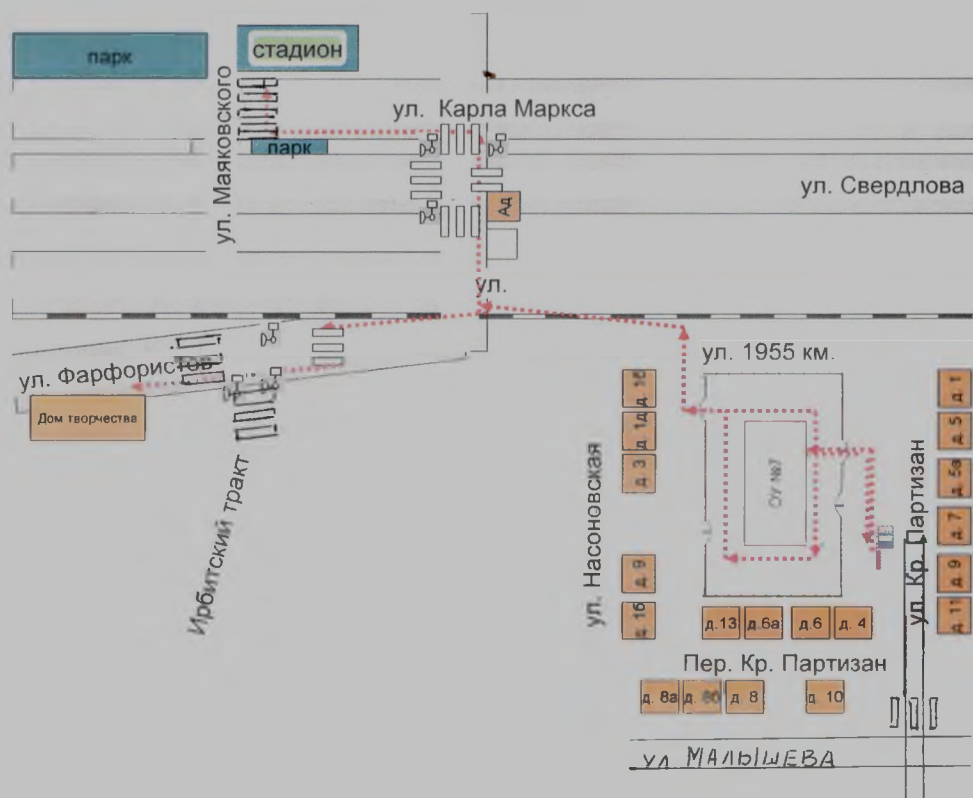 парк
стадион
ул. Маяковского
ул. Карла Маркса
парк
ул. Свердлова
Ад
ул.
ул. 1955 км.
ул. Фарфористов
Дом творчества
Ирбитский тракт
ул. Насоновская
д. 1д
д. 3
д. 9
д. 16
ОУ №7
ул. Кр. Партизан
д. 1
д. 5
д. 5а
д. 7
д. 9
д. 11
д.13
д.6а
д.6
д. 4
Пер. Кр. Партизан
д. 8а
д. 8
д. 10
ул МАЛЫШЕВА